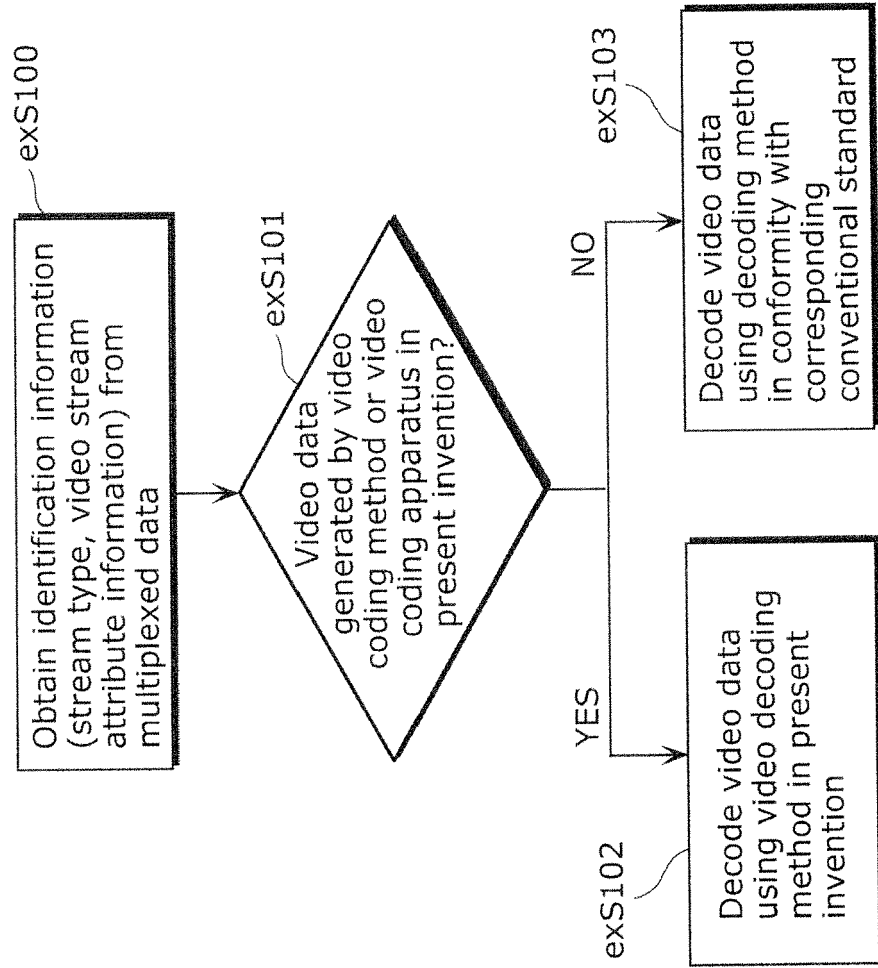 exS100
Obtain identification information
(stream type, video stream
attribute information) from
multiplexed data
exS101
Video data
generated by video
coding method or video
coding apparatus in
present invention?
YES
NO
exS102
Decode video data
using video decoding
method in present
invention
exS103
Decode video data
using decoding method
in conformity with
corresponding
conventional standard